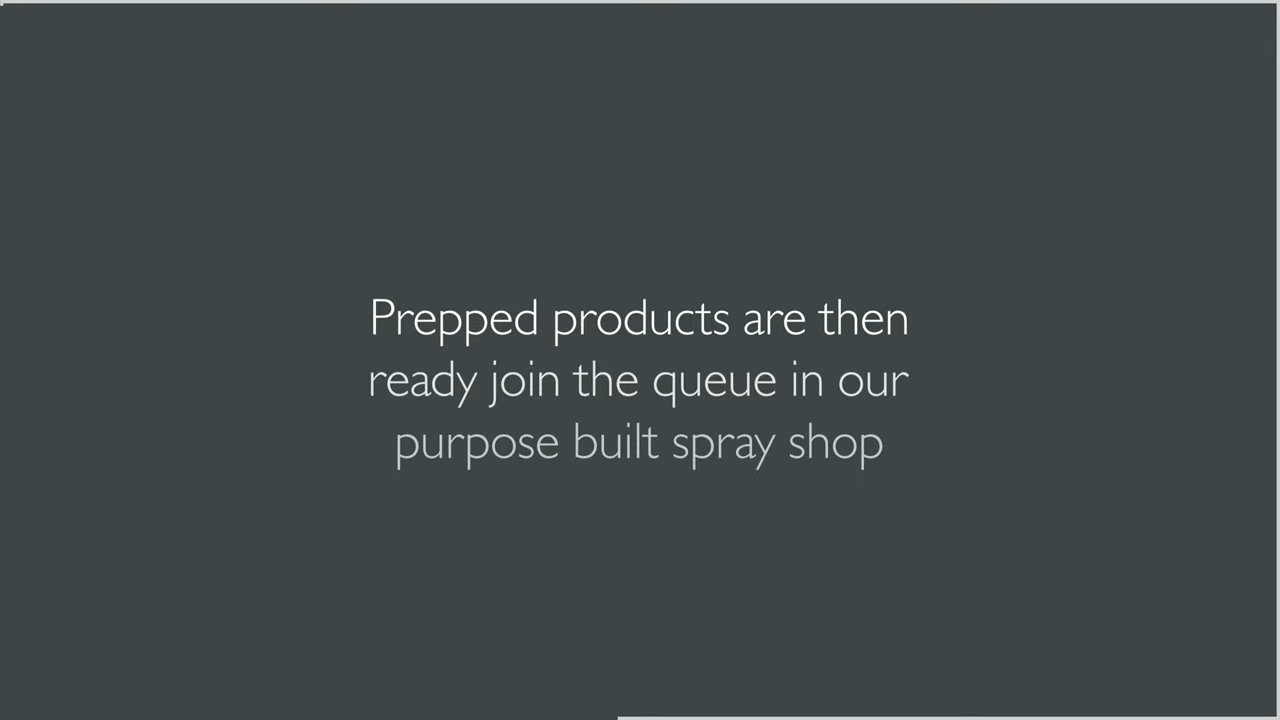 Prepped products are then
ready join the queue in our
purpose built spray shop